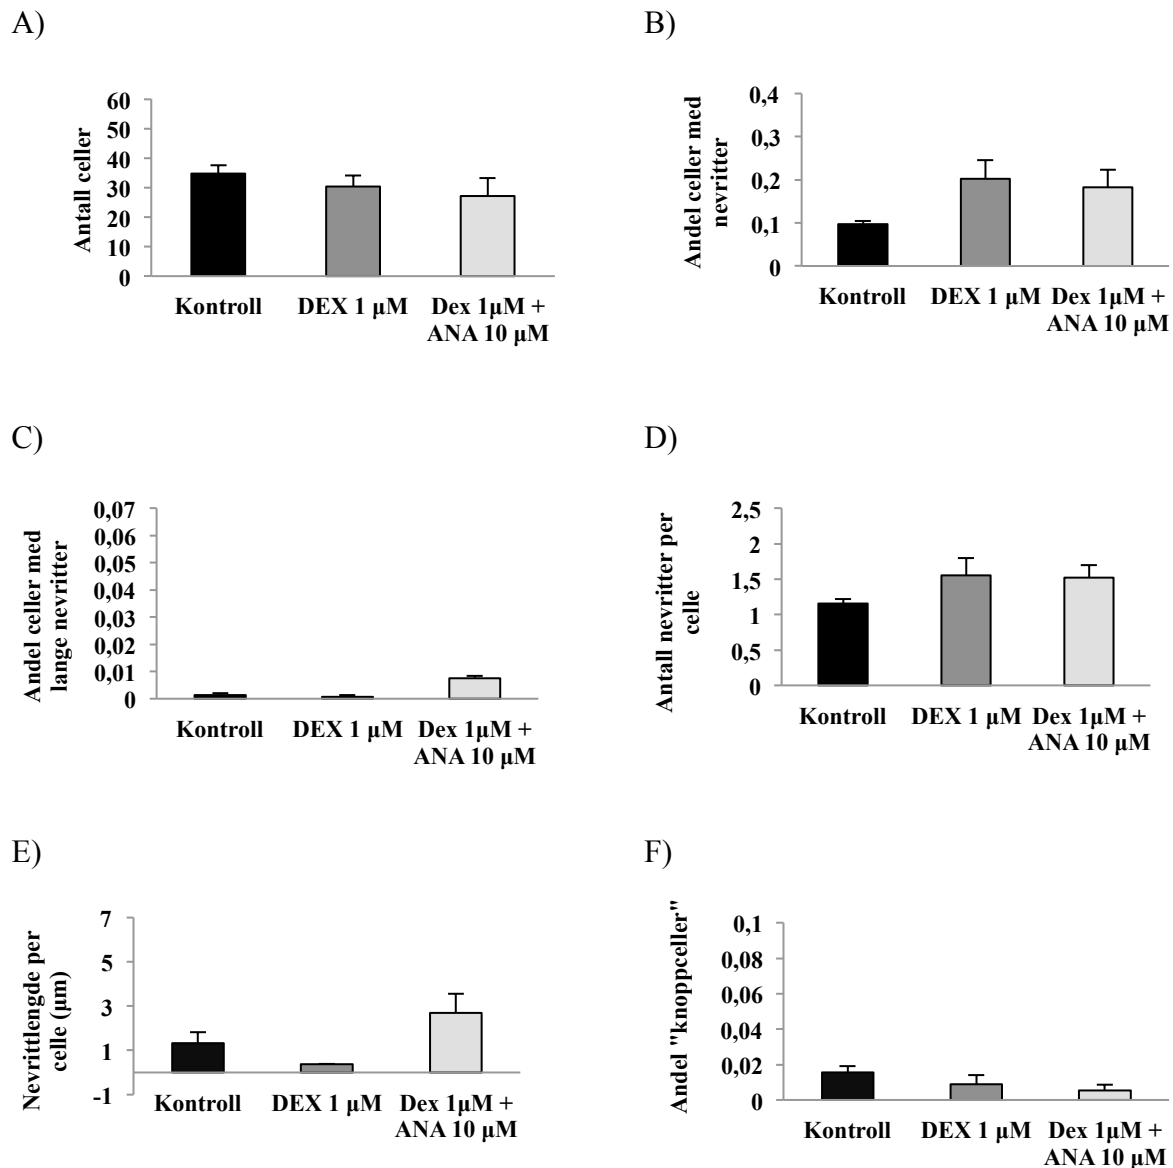 A)
Antall celler
60
50
40
30
20
10
0
Kontroll
DEX 1 µM
Dex 1µM +
ANA 10 µM
B)
Andel celler med
nevritter
0,4
0,3
0,2
0,1
0
Kontroll
DEX 1 µM
Dex 1µM +
ANA 10 µM
C)
Andel celler med
lange nevritter
0,07
0,06
0,05
0,04
0,03
0,02
0,01
0
Kontroll
DEX 1 µM
Dex 1µM +
ANA 10 µM
D)
Antall nevritter per
celle
2,5
2
1,5
1
0,5
0
Kontroll
DEX 1 µM
Dex 1µM +
ANA 10 µM
E)
Nevrittlengde per
celle (µm)
7
5
3
1
-1
Kontroll
DEX 1 µM
Dex 1µM +
ANA 10 µM
F)
Andel "knoppceller"
0,1
0,08
0,06
0,04
0,02
0
Kontroll
DEX 1 µM
Dex 1µM +
ANA 10 µM